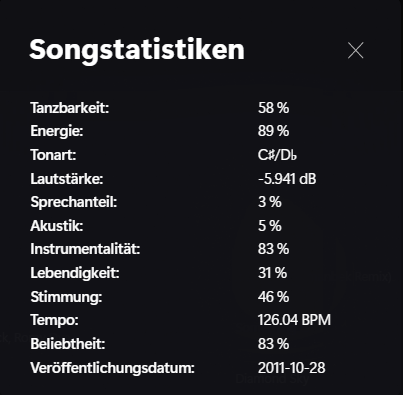 Songstatistiken
Tanzbarkeit: 58 %
Energie: 89 %
Tonart: C♯/D♭
Lautstärke: -5.941 dB
Sprechanteil: 3 %
Akustik: 5 %
Instrumentalität: 83 %
Lebendigkeit: 31 %
Stimmung: 46 %
Tempo: 126.04 BPM
Beliebtheit: 83 %
Veröffentlichungsdatum: 2011-10-28